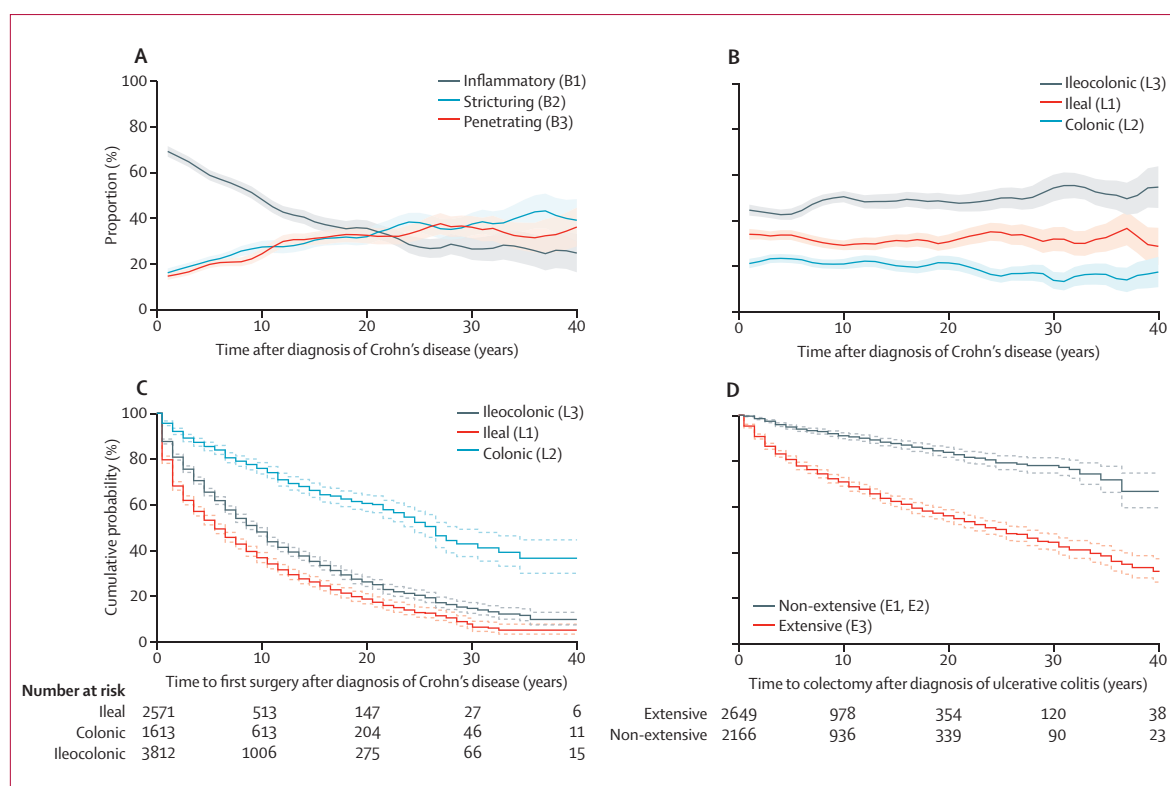 A
Inflammatory (B1)
Stricturing (B2)
Penetrating (B3)
Proportion (%)
100
80
60
40
20
0
0 10 20 30 40
Time after diagnosis of Crohn's disease (years)
B
Ileocolonic (L3)
Ileal (L1)
Colonic (L2)
0 10 20 30 40
Time after diagnosis of Crohn's disease (years)
C
Ileocolonic (L3)
Ileal (L1)
Colonic (L2)
Cumulative probability (%)
100
80
60
40
20
0
0 10 20 30 40
Time to first surgery after diagnosis of Crohn's disease (years)
Number at risk
Ileal 2571 513 147 27 6
Colonic 1613 613 204 46 11
Ileocolonic 3812 1006 275 66 15
D
Non-extensive (E1, E2)
Extensive (E3)
0 10 20 30 40
Time to colectomy after diagnosis of ulcerative colitis (years)
Extensive 2649 978 354 120 38
Non-extensive 2166 936 339 90 23